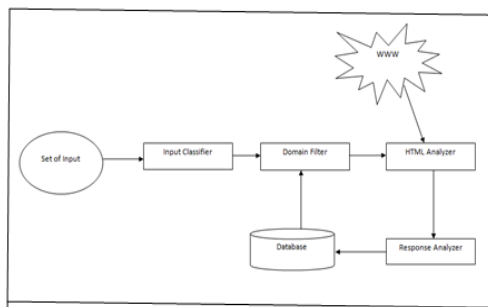 WWW
Set of Input
Input Classifier
Domain Filter
HTML Analyzer
Database
Response Analyzer